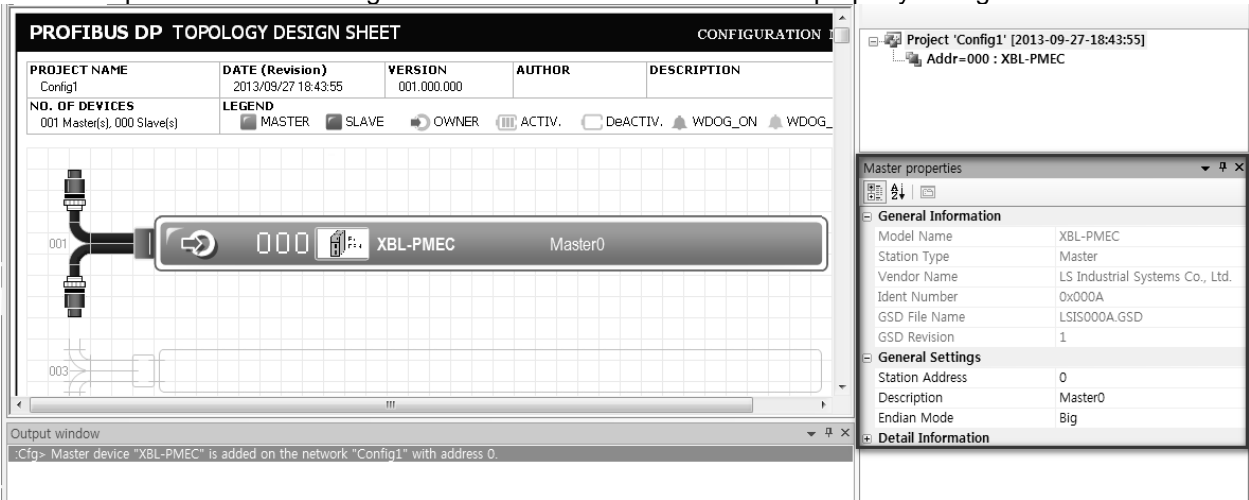 PROFIBUS DP TOPOLOGY DESIGN SHEET
CONFIGURATION
PROJECT NAME
Config1
DATE (Revision)
2013/09/27 18:43:55
VERSION
001.000.000
AUTHOR
DESCRIPTION
NO. OF DEVICES
001 Master(s), 000 Slave(s)
LEGEND
MASTER SLAVE OWNER ACTIV. DeACTIV. WDOG_ON WDOG_
001
000 XBL-PMEC Master0
003
Output window
:Cfg> Master device "XBL-PMEC" is added on the network "Config1" with address 0.
Project 'Config1' [2013-09-27-18:43:55]
Addr=000 : XBL-PMEC
Master properties
General Information
Model Name XBL-PMEC
Station Type Master
Vendor Name LS Industrial Systems Co., Ltd.
Ident Number 0x000A
GSD File Name LSIS000A.GSD
GSD Revision 1
General Settings
Station Address 0
Description Master0
Endian Mode Big
Detail Information